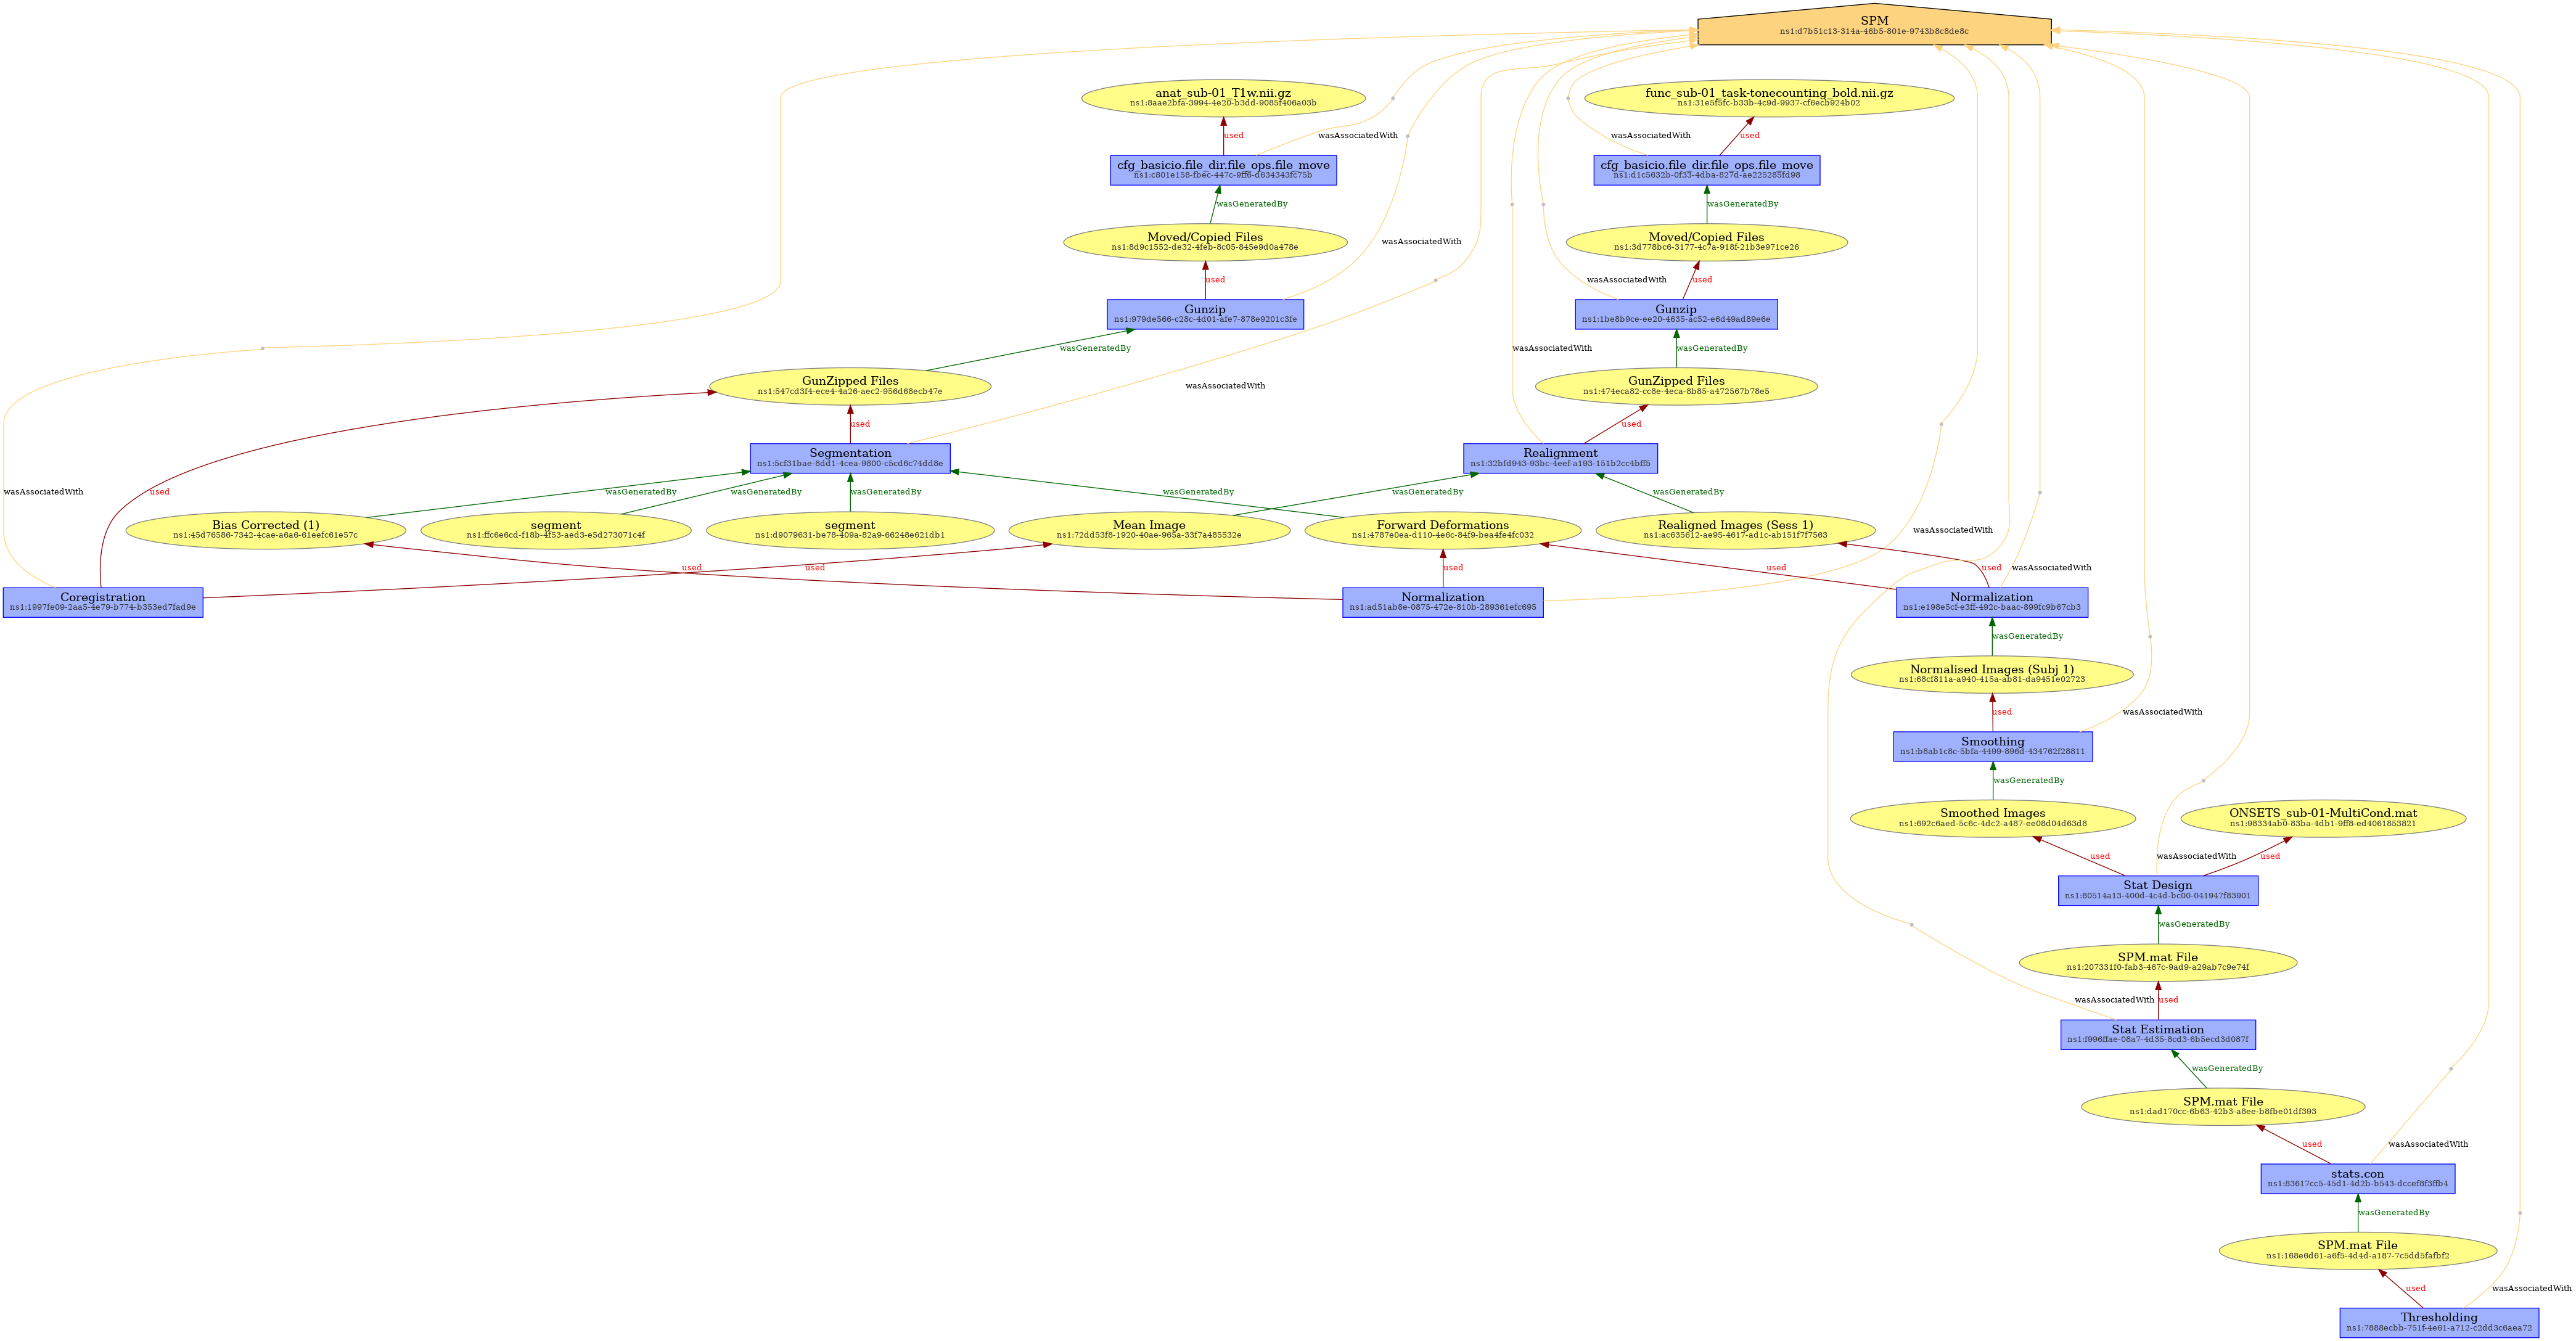 SPM
ns1:d7b51c13-314a-46b5-801e-9743b8c8de8c
anat_sub-01_T1w.nii.gz
ns1:8aae2bfa-3994-4e20-b3dd-9085f406a03b
func_sub-01_task-tonecounting_bold.nii.gz
ns1:31e5f5fc-b33b-4c9d-9937-cf6ecb924b02
used
wasAssociatedWith
wasAssociatedWith
used
cfg_basicio.file_dir.file_ops.file_move
ns1:c801e158-fbec-447c-9ff6-d634343fc75b
cfg_basicio.file_dir.file_ops.file_move
ns1:d1c5632b-0f33-4dba-827d-ae225285fd98
wasGeneratedBy
wasGeneratedBy
Moved/Copied Files
ns1:8d9c1552-de32-4feb-8c05-845e9d0a478e
wasAssociatedWith
Moved/Copied Files
ns1:3d778bc6-3177-4c7a-918f-21b3e971ce26
used
wasAssociatedWith
used
Gunzip
ns1:979de566-c28c-4d01-afe7-878e9201c3fe
Gunzip
ns1:1be8b9ce-ee20-4635-ac52-e6d49ad89e6e
wasGeneratedBy
wasAssociatedWith
wasGeneratedBy
GunZipped Files
ns1:547cd3f4-ece4-4a26-aec2-956d68ecb47e
wasAssociatedWith
GunZipped Files
ns1:474eca82-cc8e-4eca-8b85-a472567b78e5
used
used
Segmentation
ns1:5cf31bae-8dd1-4cea-9800-c5cd6c74dd8e
Realignment
ns1:32bfd943-93bc-4eef-a193-151b2cc4bff5
wasAssociatedWith
used
wasGeneratedBy
wasGeneratedBy
wasGeneratedBy
wasGeneratedBy
wasGeneratedBy
wasGeneratedBy
Bias Corrected (1)
ns1:45d76586-7342-4cae-a6a6-61eefc61e57c
segment
ns1:ffc6e6cd-f18b-4f53-aed3-e5d273071c4f
segment
ns1:d9079631-be78-409a-82a9-66248e621db1
Mean Image
ns1:72dd53f8-1920-40ae-965a-33f7a485532e
Forward Deformations
ns1:4787e0ea-d110-4e6c-84f9-bea4fe4fc032
Realigned Images (Sess 1)
ns1:ac635612-ae95-4617-ad1c-ab151f7f7563
wasAssociatedWith
used
used
used
used
used
wasAssociatedWith
Coregistration
ns1:1997fe09-2aa5-4e79-b774-b353ed7fad9e
Normalization
ns1:ad51ab8e-0875-472e-810b-289361efc695
Normalization
ns1:e198e5cf-e3ff-492c-baac-899fc9b67cb3
wasGeneratedBy
Normalised Images (Subj 1)
ns1:68cf811a-a940-415a-ab81-da9451e02723
used
wasAssociatedWith
Smoothing
ns1:b8ab1c8c-5bfa-4499-896d-434762f28811
wasGeneratedBy
Smoothed Images
ns1:692c6aed-5c6c-4dc2-a487-ee08d04d63d8
ONSETS_sub-01-MultiCond.mat
ns1:98334ab0-83ba-4db1-9ff8-ed4061853821
used
wasAssociatedWith
used
Stat Design
ns1:80514a13-400d-4c4d-bc00-041947f83901
wasGeneratedBy
SPM.mat File
ns1:207331f0-fab3-467c-9ad9-a29ab7c9e74f
wasAssociatedWith
used
Stat Estimation
ns1:f996ffae-08a7-4d35-8cd3-6b5ecd3d087f
wasGeneratedBy
SPM.mat File
ns1:dad170cc-6b63-42b3-a8ee-b8fbe01df393
used
wasAssociatedWith
stats.con
ns1:83617cc5-45d1-4d2b-b543-dccef8f3ffb4
wasGeneratedBy
SPM.mat File
ns1:168e6d61-a6f5-4d4d-a187-7c5dd5fafbf2
used
wasAssociatedWith
Thresholding
ns1:7888ecbb-751f-4e61-a712-c2dd3c6aea72